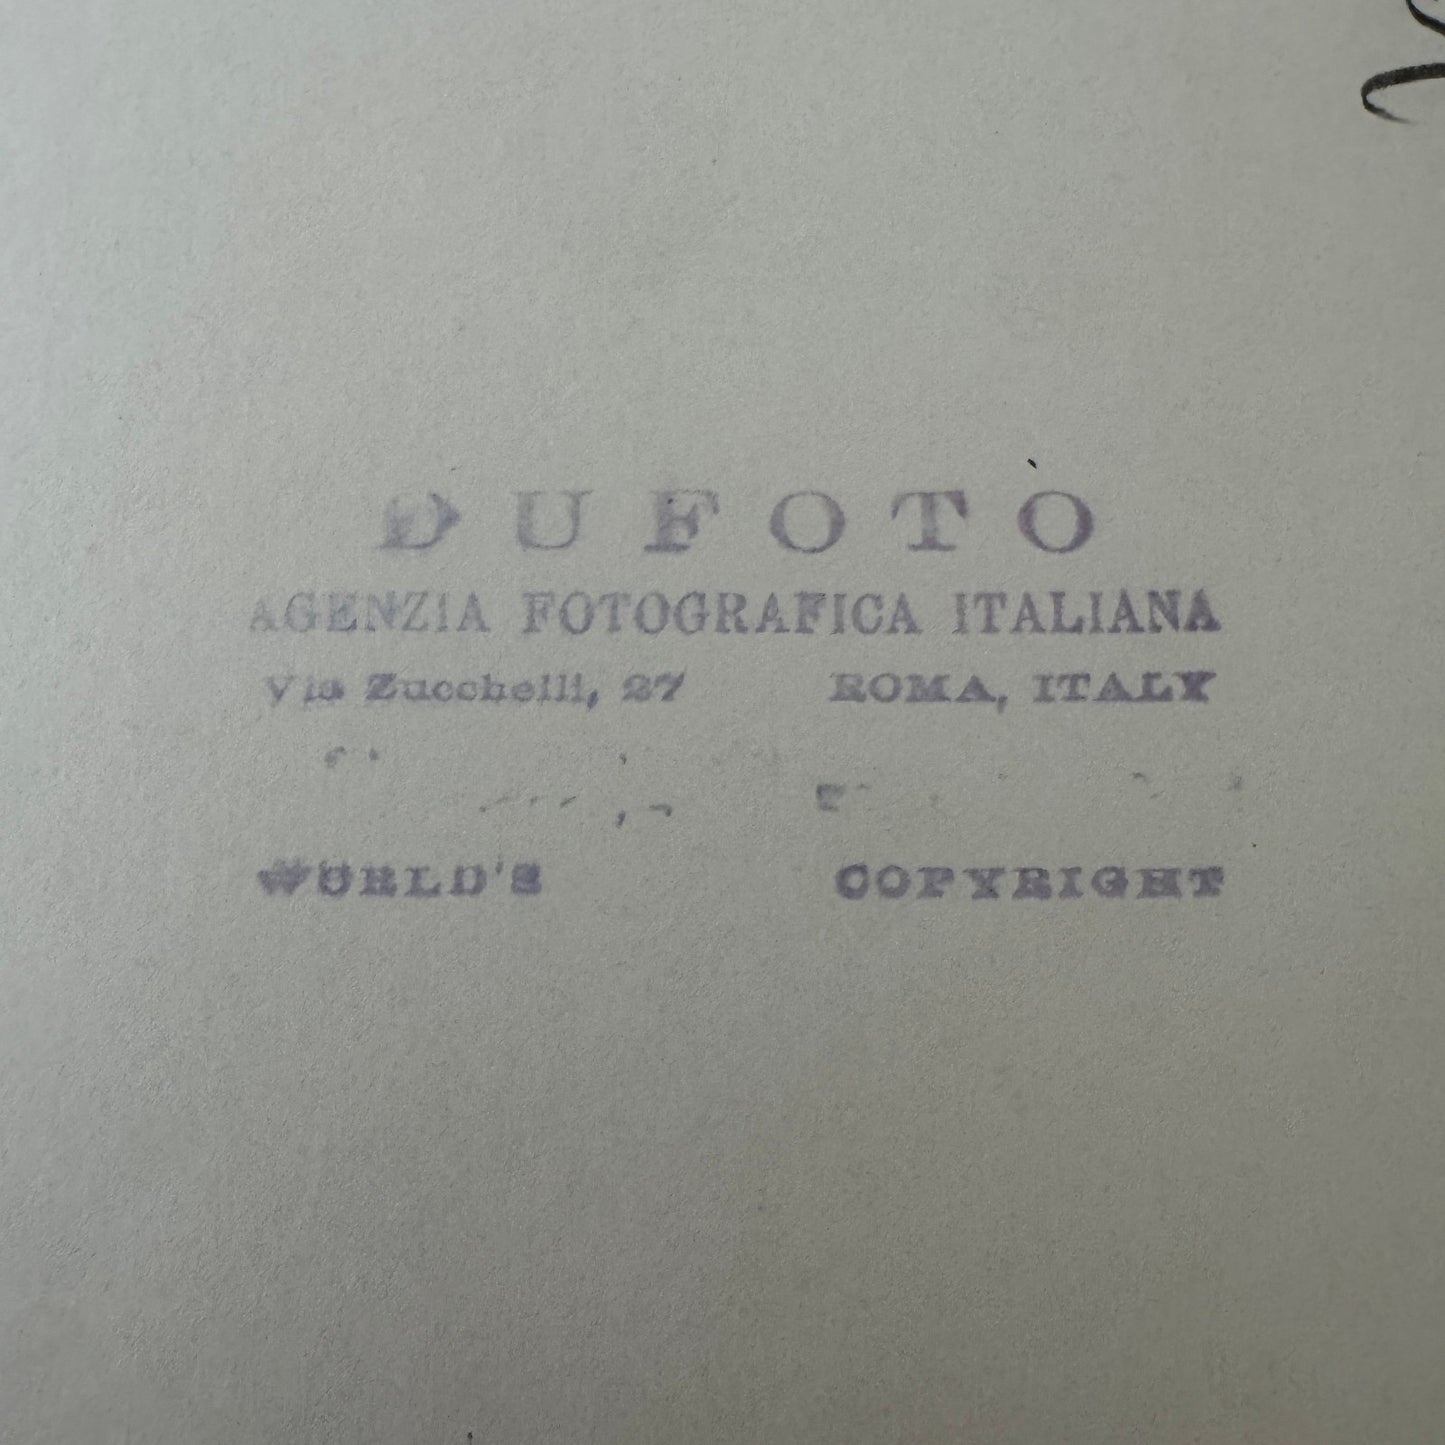 DUFOTO
AGENZIA FOTOGRAFICA ITALIANA
Via Zucchelli, 27 ROMA, ITALY
WORLD'S COPYRIGHT